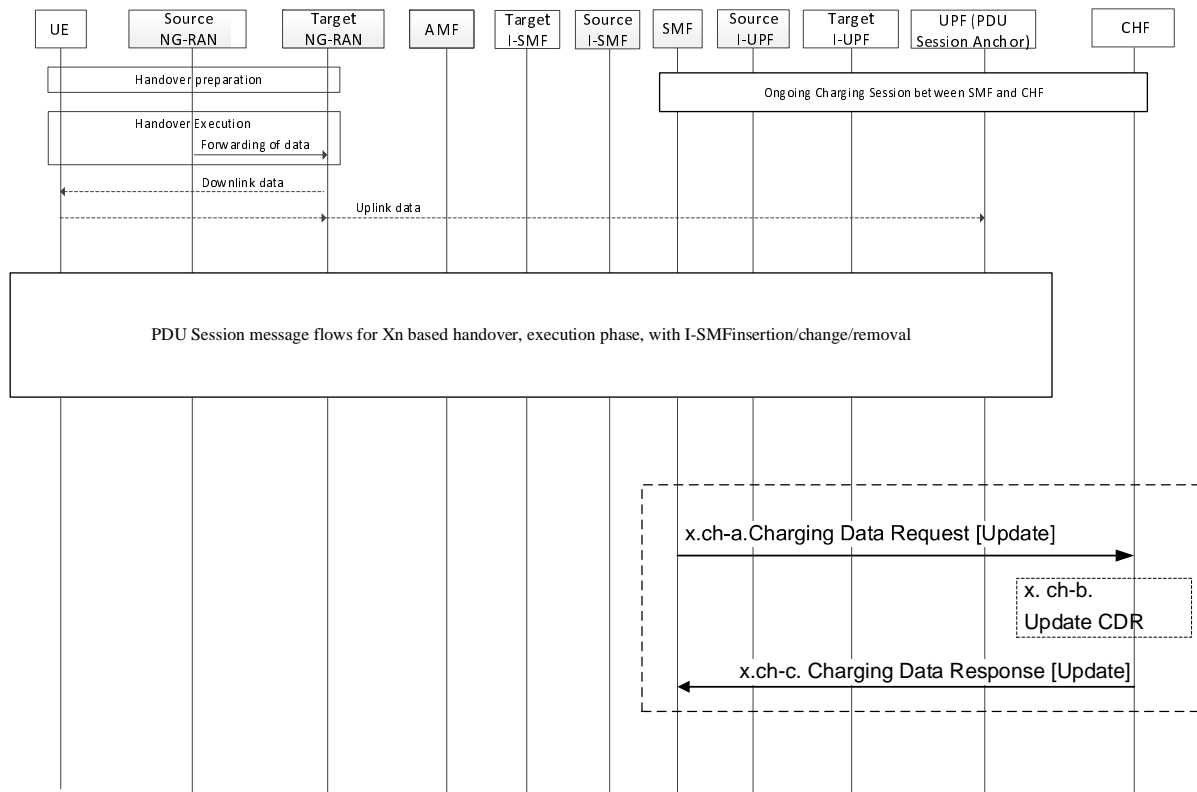 UE
Source
NG-RAN
Target
NG-RAN
AMF
Target
I-SMF
Source
I-SMF
SMF
Source
I-UPF
Target
I-UPF
UPF (PDU
Session Anchor)
CHF
Handover preparation
Ongoing Charging Session between SMF and CHF
Handover Execution
Forwarding of data
Downlink data
Uplink data
PDU Session message flows for Xn based handover, execution phase, with I-SMFinsertion/change/removal
x.ch-a.Charging Data Request [Update]
x. ch-b.
Update CDR
x.ch-c. Charging Data Response [Update]